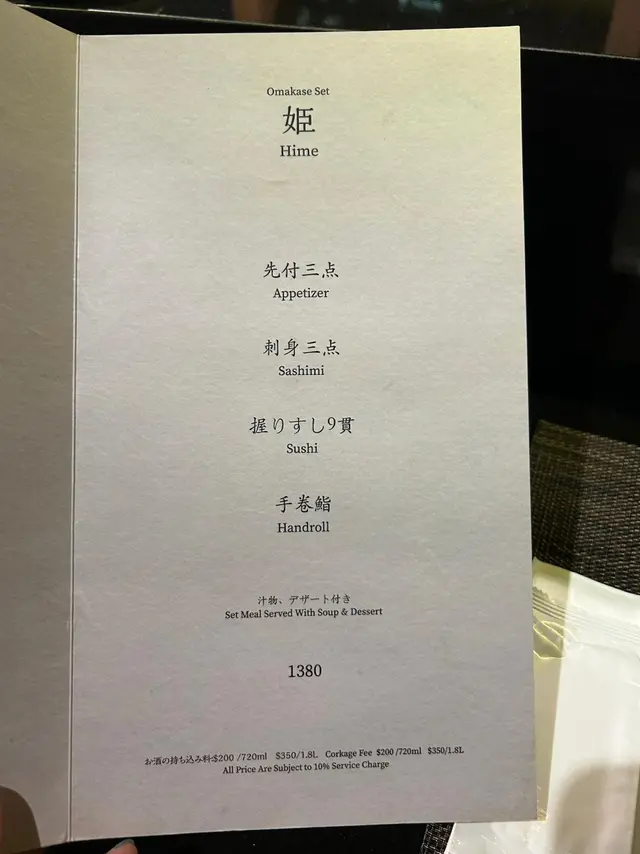 Omakase Set
姫
Hime
先付三点
Appetizer
刺身三点
Sashimi
握りすし9貫
Sushi
手巻鮨
Handroll
汁物、デザート付き
Set Meal Served With Soup & Dessert
1380
お酒の持ち込み料:$200 /720ml $350/1.8L Corkage Fee $200 /720ml $350/1.8L
All Price Are Subject to 10% Service Charge